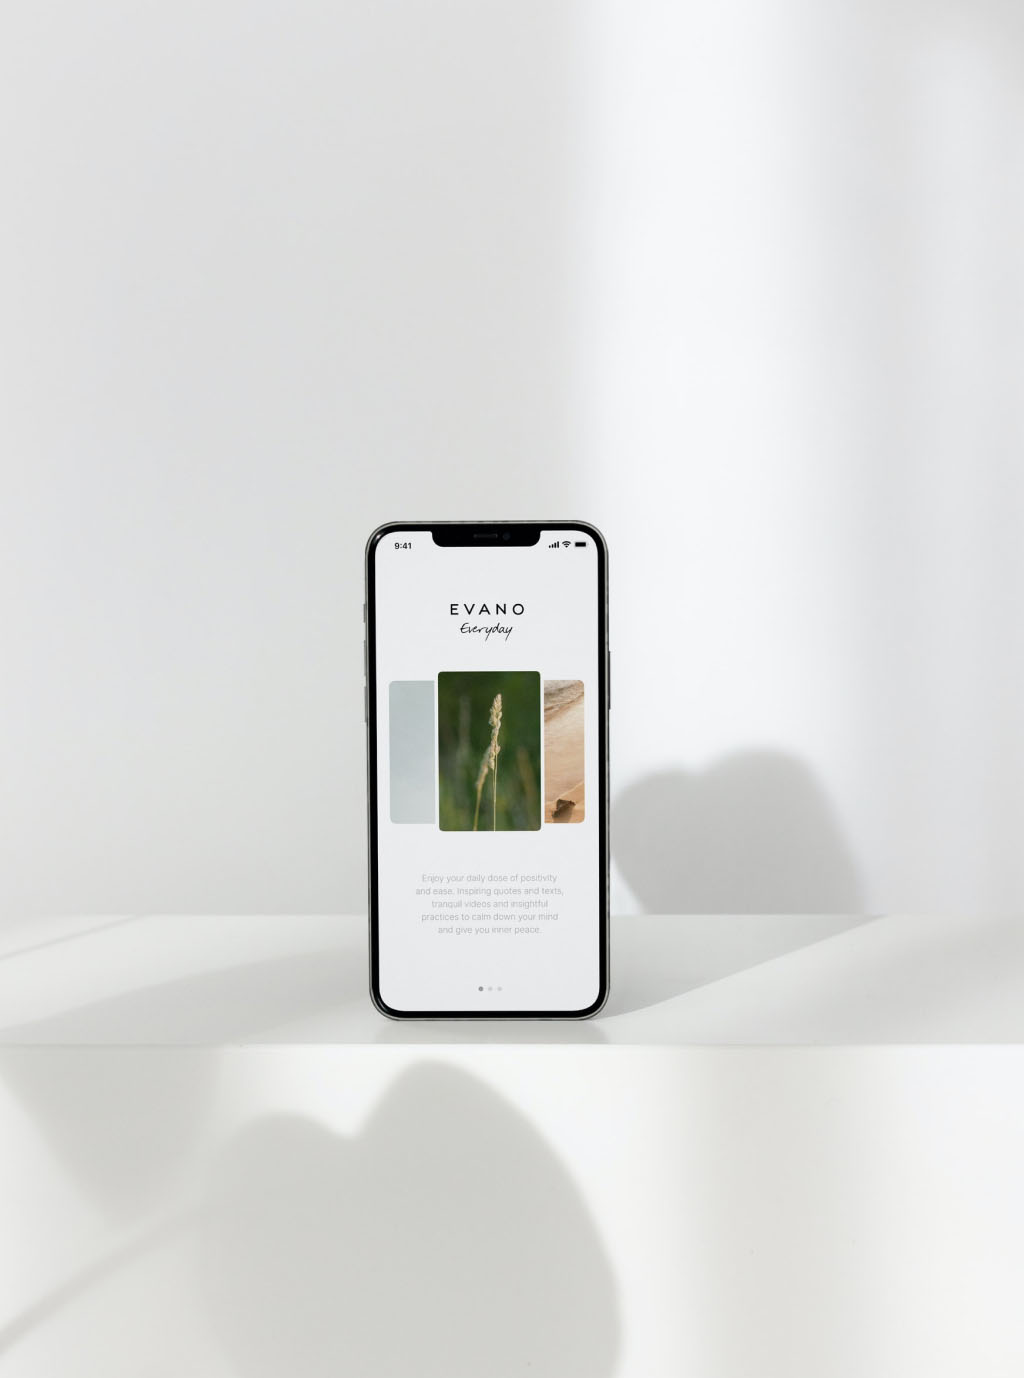 9:41
EVANO
Everyday
Enjoy your daily dose of positivity
and ease. Inspiring quotes and texts,
tranquil videos and insightful
practices to calm down your mind
and give you inner peace.